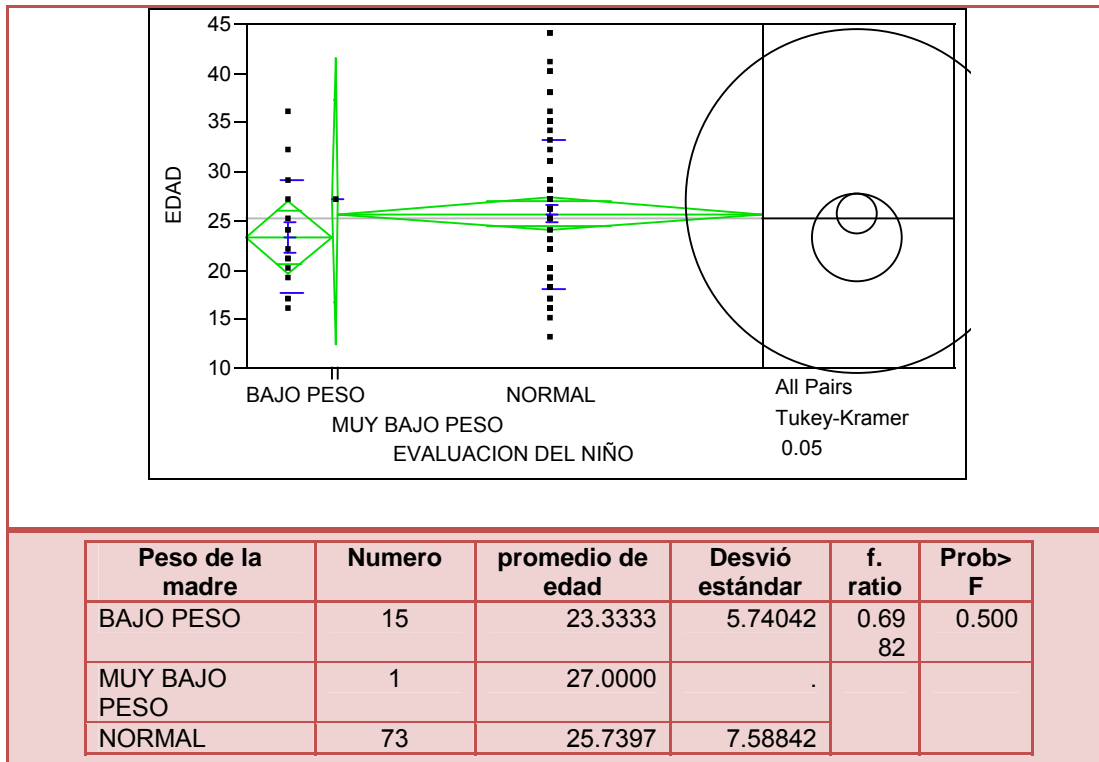 45
40
35
30
25
20
15
10
EDAD
BAJO PESO
NORMAL
MUY BAJO PESO
EVALUACION DEL NIÑO
All Pairs
Tukey-Kramer
0.05
Peso de la madre Numero promedio de edad Desvió estándar f. ratio Prob> F
BAJO PESO 15 23.3333 5.74042 0.69 82 0.500
MUY BAJO PESO 1 27.0000 .
NORMAL 73 25.7397 7.58842